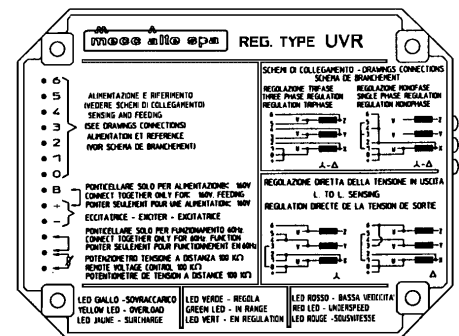 mecc alte spa REG. TYPE UVR
6
5
4
3
2
1
0
B
+
-
ALIMENTAZIONE E RIFERIMENTO
(VEDERE SCHEMI DI COLLEGAMENTO)
SENSING AND FEEDING
(SEE DRAWINGS CONNECTIONS)
ALIMENTATION ET REFERENCE
(VOIR SCHEMA DE BRANCHEMENT)
PONTICELLARE SOLO PER ALIMENTAZIONE: 160V
CONNECT TOGETHER ONLY FOR: 160V. FEEDING
PONTER SEULEMENT POUR UNE ALIMENTATION: 160V
ECCITATRICE - EXCITER - EXCITATRICE
PONTICELLARE SOLO PER FUNZIONAMENTO 60Hz
CONNECT TOGETHER ONLY FOR 60Hz FUNCTION
PONTER SEULEMENT POUR FUNCTIONEMENT EN 60Hz
POTENZIOMETRO TENSIONE A DISTANZA 100 KΩ
REMOTE VOLTAGE CONTROL 100 KΩ
POTENTIOMETRE DE TENSION A DISTANCE 100 KΩ
SCHEMI DI COLLEGAMENTO - DRAWINGS CONNECTIONS
SCHEMA DE BRANCHEMENT
REGOLAZIONE TRIFASE
THREE PHASE REGULATION
REGULATION TRIPHASE
REGOLAZIONE MONOFASE
SINGLE PHASE REGULATION
REGULATION MONOPHASE
REGOLAZIONE DIRETTA DELLA TENSIONE IN USCITA
L. TO L. SENSING
REGULATION DIRECTE DE LA TENSION DE SORTIE
LED GIALLO -SOVRACCARICO
YELLOW LED - OVERLOAD
LED JAUNE - SURCHARGE
LED VERDE - REGOLA
GREEN LED - IN RANGE
LED VERT - EN REGULATION
LED ROSSO - BASSA VELOCITA'
RED LED - UNDERSPEED
LED ROUGE -SOUSVITESSE